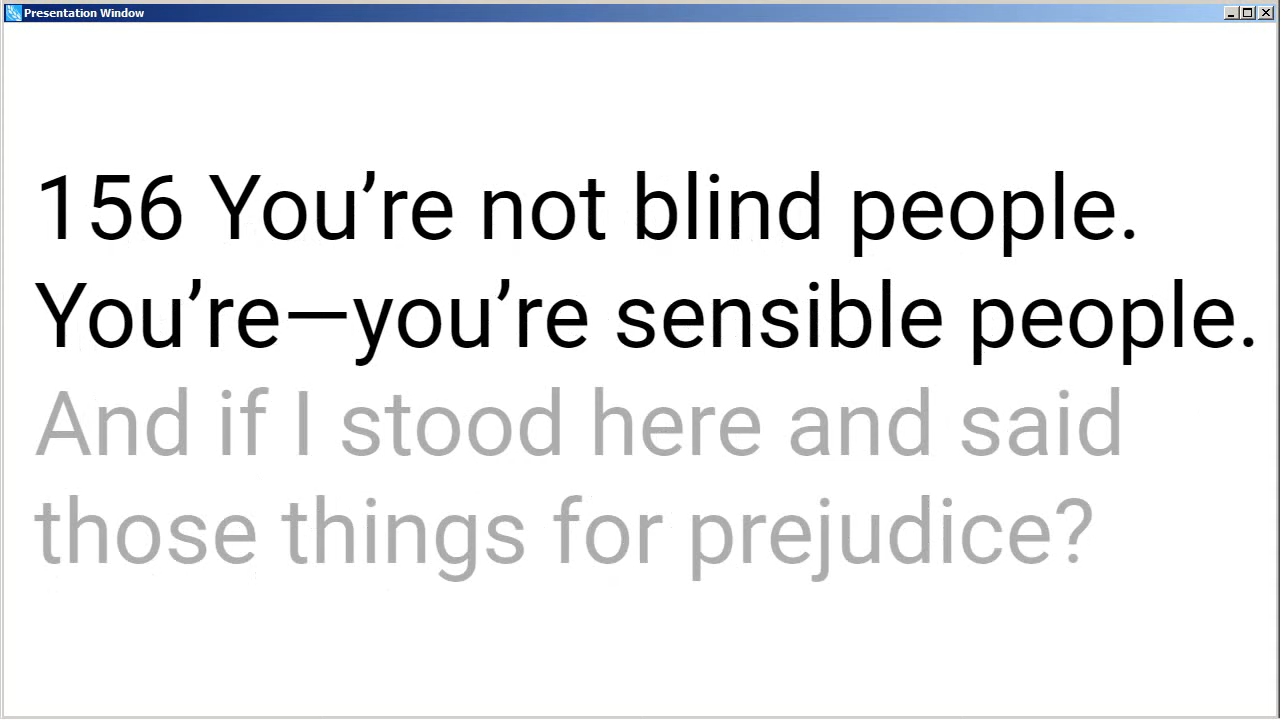 Presentation Window
156 You’re not blind people.
You’re—you’re sensible people.
And if I stood here and said
those things for prejudice?